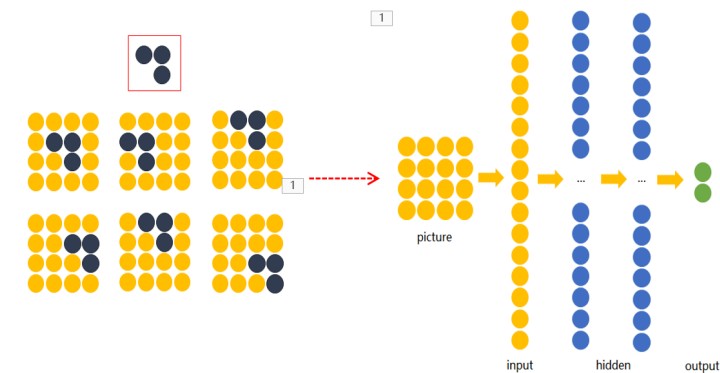 1
1
picture
...
...
input
hidden
output